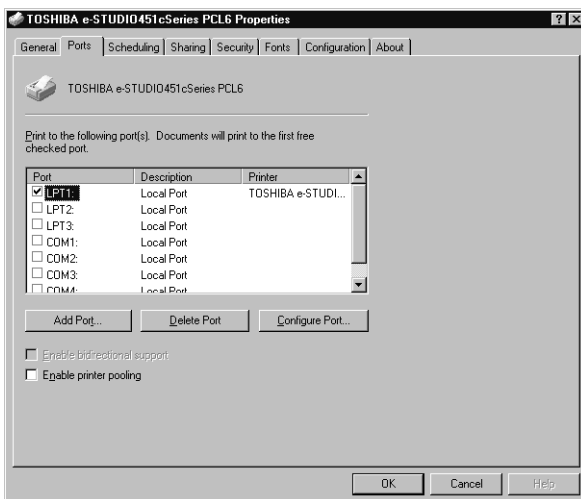 TOSHIBA e-STUDIO451cSeries PCL6 Properties
General Ports Scheduling Sharing Security Fonts Configuration About
TOSHIBA e-STUDIO451cSeries PCL6
Print to the following port(s). Documents will print to the first free
checked port.
Port Description Printer
LPT1: Local Port TOSHIBA e-STUDI...
LPT2: Local Port
LPT3: Local Port
COM1: Local Port
COM2: Local Port
COM3: Local Port
COM4: Local Port
Add Port... Delete Port Configure Port...
Enable bidirectional support
Enable printer pooling
OK Cancel Help